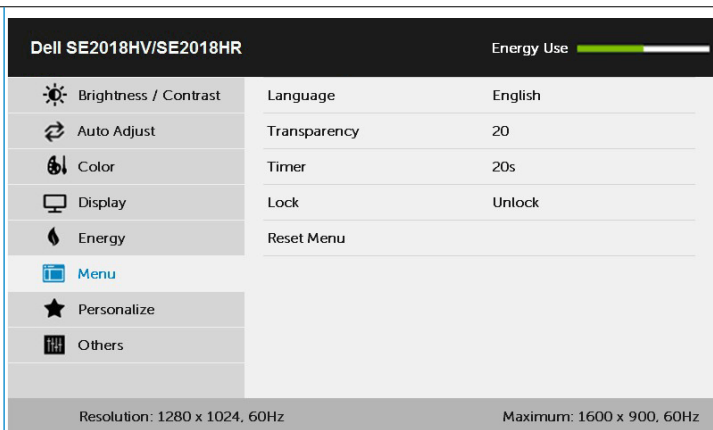 Dell SE2018HV/SE2018HR Energy Use
Brightness / Contrast Language English
Auto Adjust Transparency 20
Color Timer 20s
Display Lock Unlock
Energy Reset Menu
Menu
Personalize
Others
Resolution: 1280 x 1024, 60Hz Maximum: 1600 x 900, 60Hz